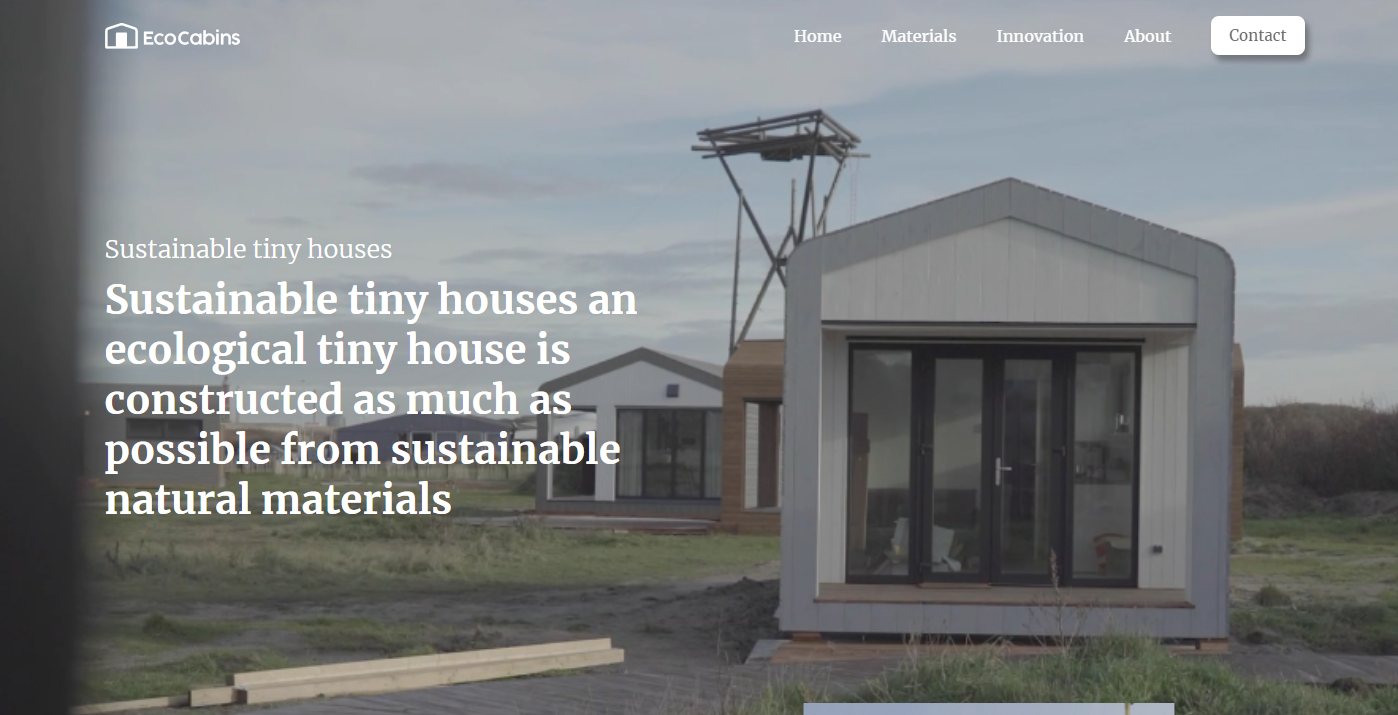 EcoCabins
Home
Materials
Innovation
About
Contact
Sustainable tiny houses
Sustainable tiny houses an
ecological tiny house is
constructed as much as
possible from sustainable
natural materials